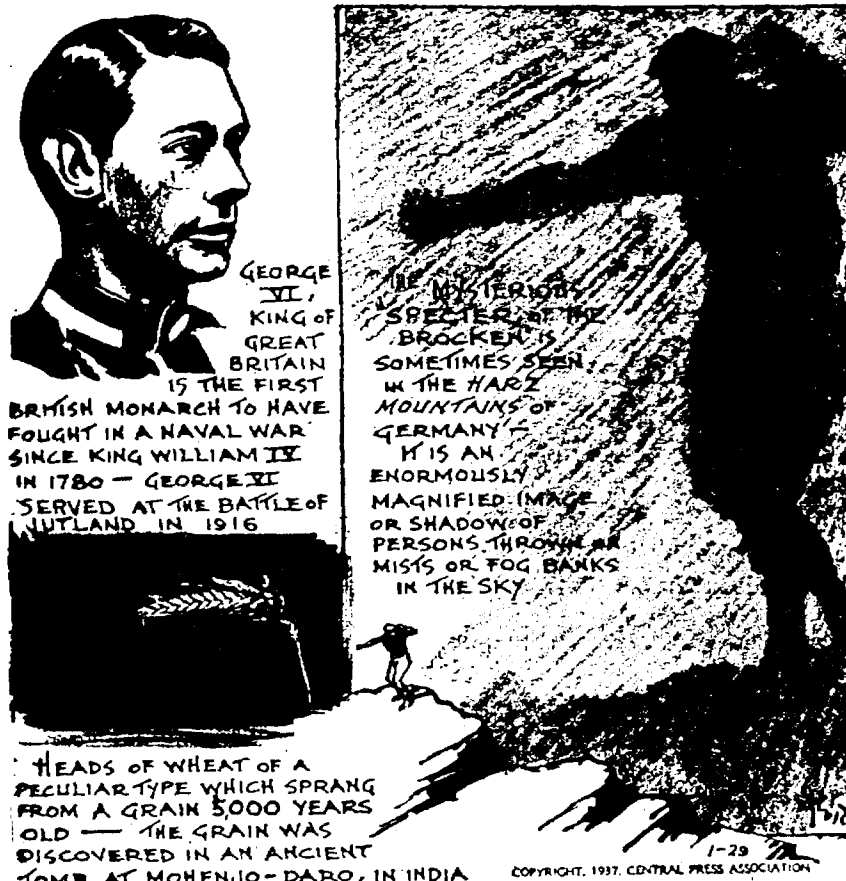 GEORGE
VI,
KING OF
GREAT
BRITAIN
IS THE FIRST
BRITISH MONARCH TO HAVE
FOUGHT IN A NAVAL WAR
SINCE KING WILLIAM IV
IN 1780 — GEORGE VI
SERVED AT THE BATTLE OF
JUTLAND IN 1916
THE MYSTERIOUS
SPECTER OF THE
BROCKEN IS
SOMETIMES SEEN
IN THE HARZ
MOUNTAINS OF
GERMANY —
IT IS AN
ENORMOUSLY
MAGNIFIED IMAGE
OR SHADOW OF
PERSONS THROWN ON
MISTS OR FOG BANKS
IN THE SKY
HEADS OF WHEAT OF A
PECULIAR TYPE WHICH SPRANG
FROM A GRAIN 5,000 YEARS
OLD — THE GRAIN WAS
DISCOVERED IN AN ANCIENT
TOMB AT MOHENJO-DARO, IN INDIA
1-29
COPYRIGHT, 1937, CENTRAL PRESS ASSOCIATION